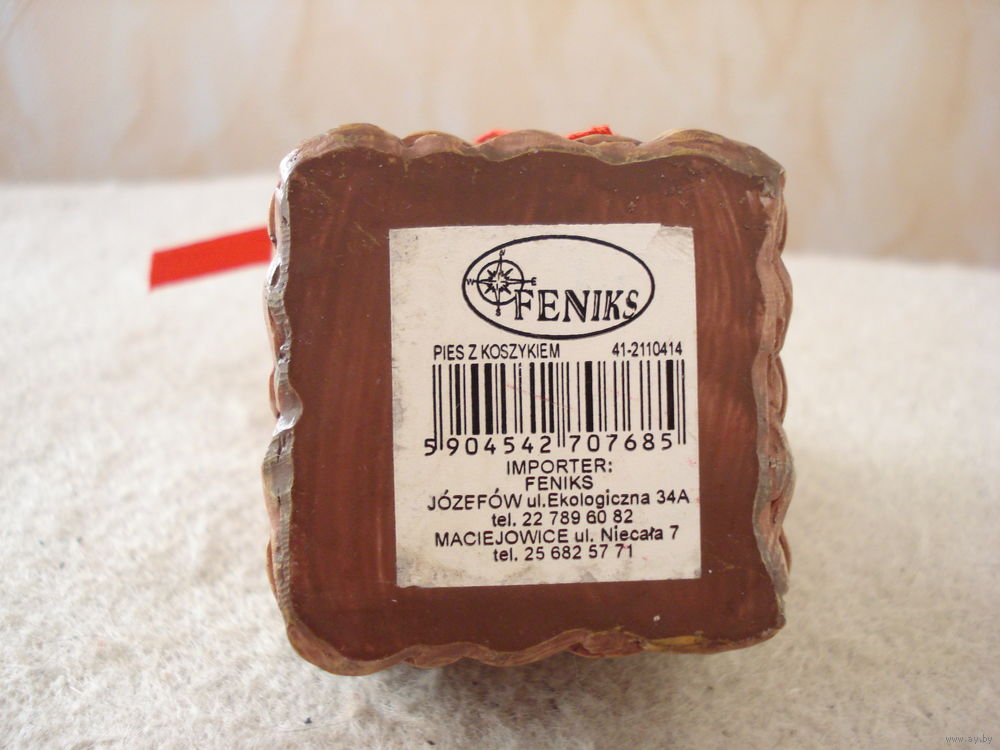 N
W E
S
FENIKS
PIES Z KOSZYKIEM 41-2110414
5 904542 707685
IMPORTER:
FENIKS
JÓZEFÓW ul.Ekologiczna 34A
tel. 22 789 60 82
MACIEJOWICE ul. Niecała 7
tel. 25 682 57 71
www.ay.by